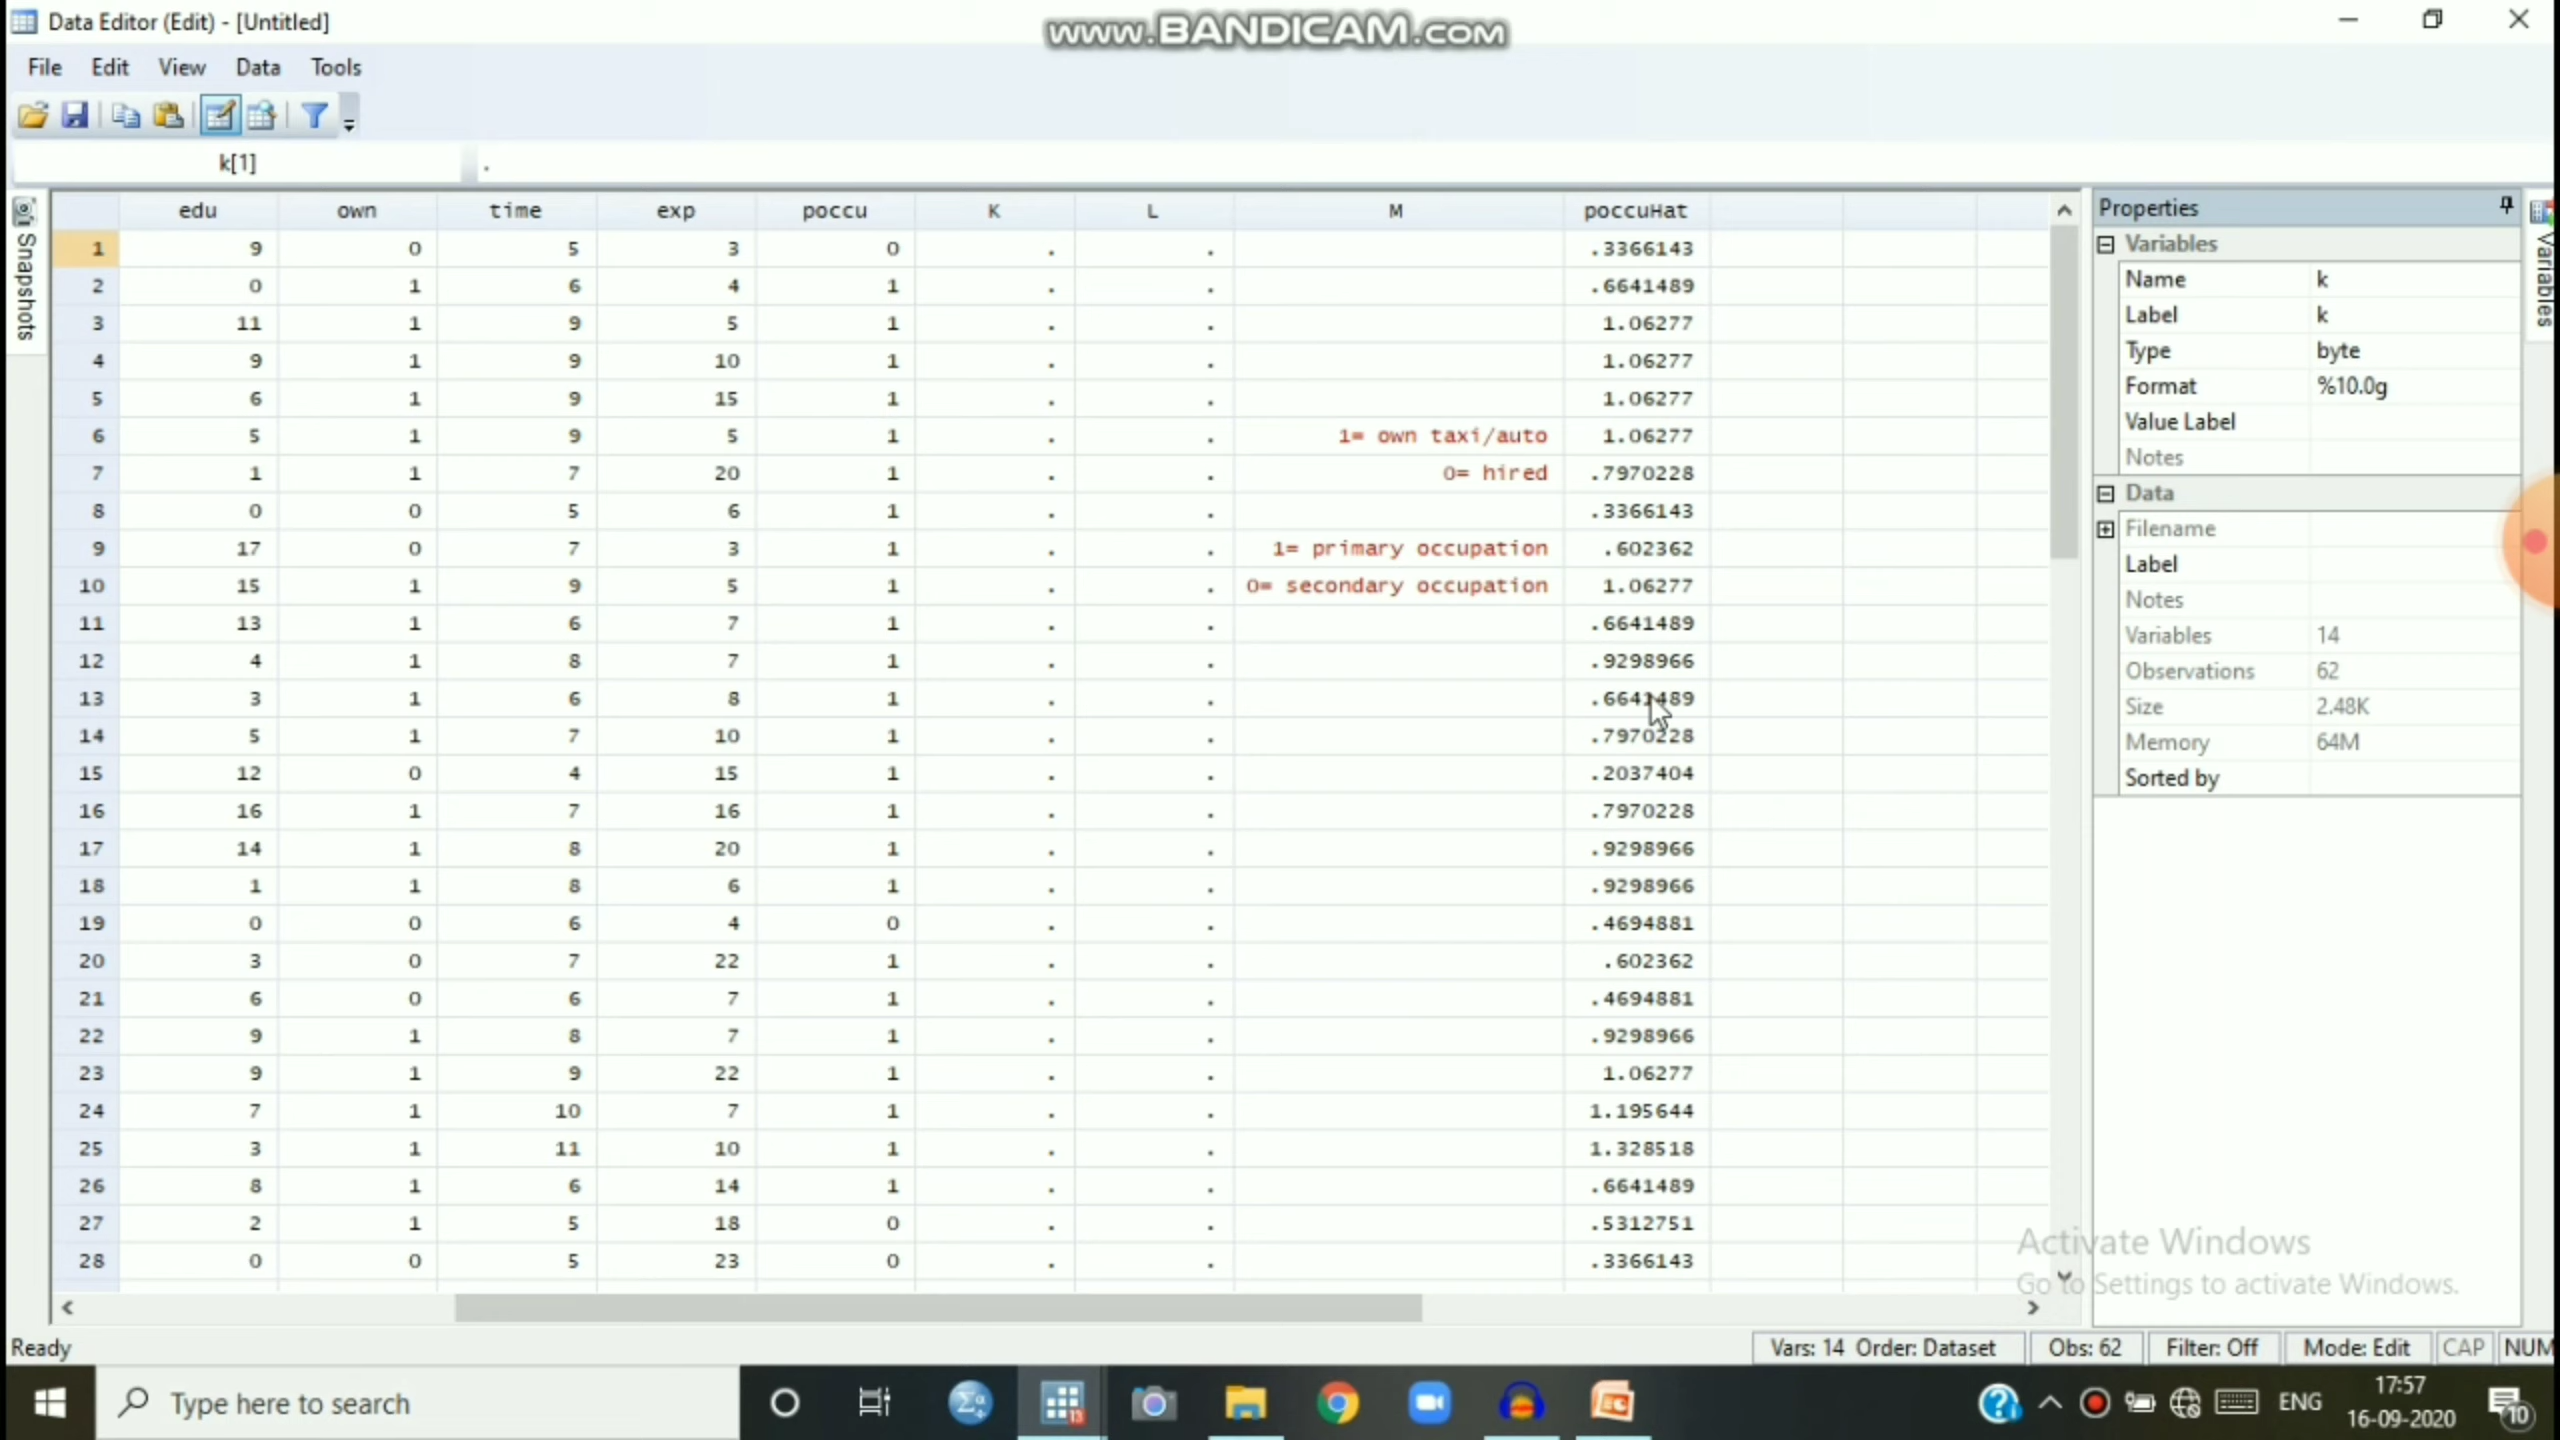 Data Editor (Edit) - [Untitled]
www.BANDICAM.com
File Edit View Data Tools
k[1] .
Snapshots
edu own time exp poccu K L M poccuHat
1 9 0 5 3 0 . . .3366143
2 0 1 6 4 1 . . .6641489
3 11 1 9 5 1 . . 1.06277
4 9 1 9 10 1 . . 1.06277
5 6 1 9 15 1 . . 1.06277
6 5 1 9 5 1 . . 1= own taxi/auto 1.06277
7 1 1 7 20 1 . . 0= hired .7970228
8 0 0 5 6 1 . . .3366143
9 17 0 7 3 1 . . 1= primary occupation .602362
10 15 1 9 5 1 . . 0= secondary occupation 1.06277
11 13 1 6 7 1 . . .6641489
12 4 1 8 7 1 . . .9298966
13 3 1 6 8 1 . . .6641489
14 5 1 7 10 1 . . .7970228
15 12 0 4 15 1 . . .2037404
16 16 1 7 16 1 . . .7970228
17 14 1 8 20 1 . . .9298966
18 1 1 8 6 1 . . .9298966
19 0 0 6 4 0 . . .4694881
20 3 0 7 22 1 . . .602362
21 6 0 6 7 1 . . .4694881
22 9 1 8 7 1 . . .9298966
23 9 1 9 22 1 . . 1.06277
24 7 1 10 7 1 . . 1.195644
25 3 1 11 10 1 . . 1.328518
26 8 1 6 14 1 . . .6641489
27 2 1 5 18 0 . . .5312751
28 0 0 5 23 0 . . .3366143
Properties
Variables
Name k
Label k
Type byte
Format %10.0g
Value Label
Notes
Data
Filename
Label
Notes
Variables 14
Observations 62
Size 2.48K
Memory 64M
Sorted by
Variables
Activate Windows
Go to Settings to activate Windows.
Ready
Vars: 14 Order: Dataset Obs: 62 Filter: Off Mode: Edit CAP NUM
Type here to search
13
ENG
17:57
16-09-2020
10